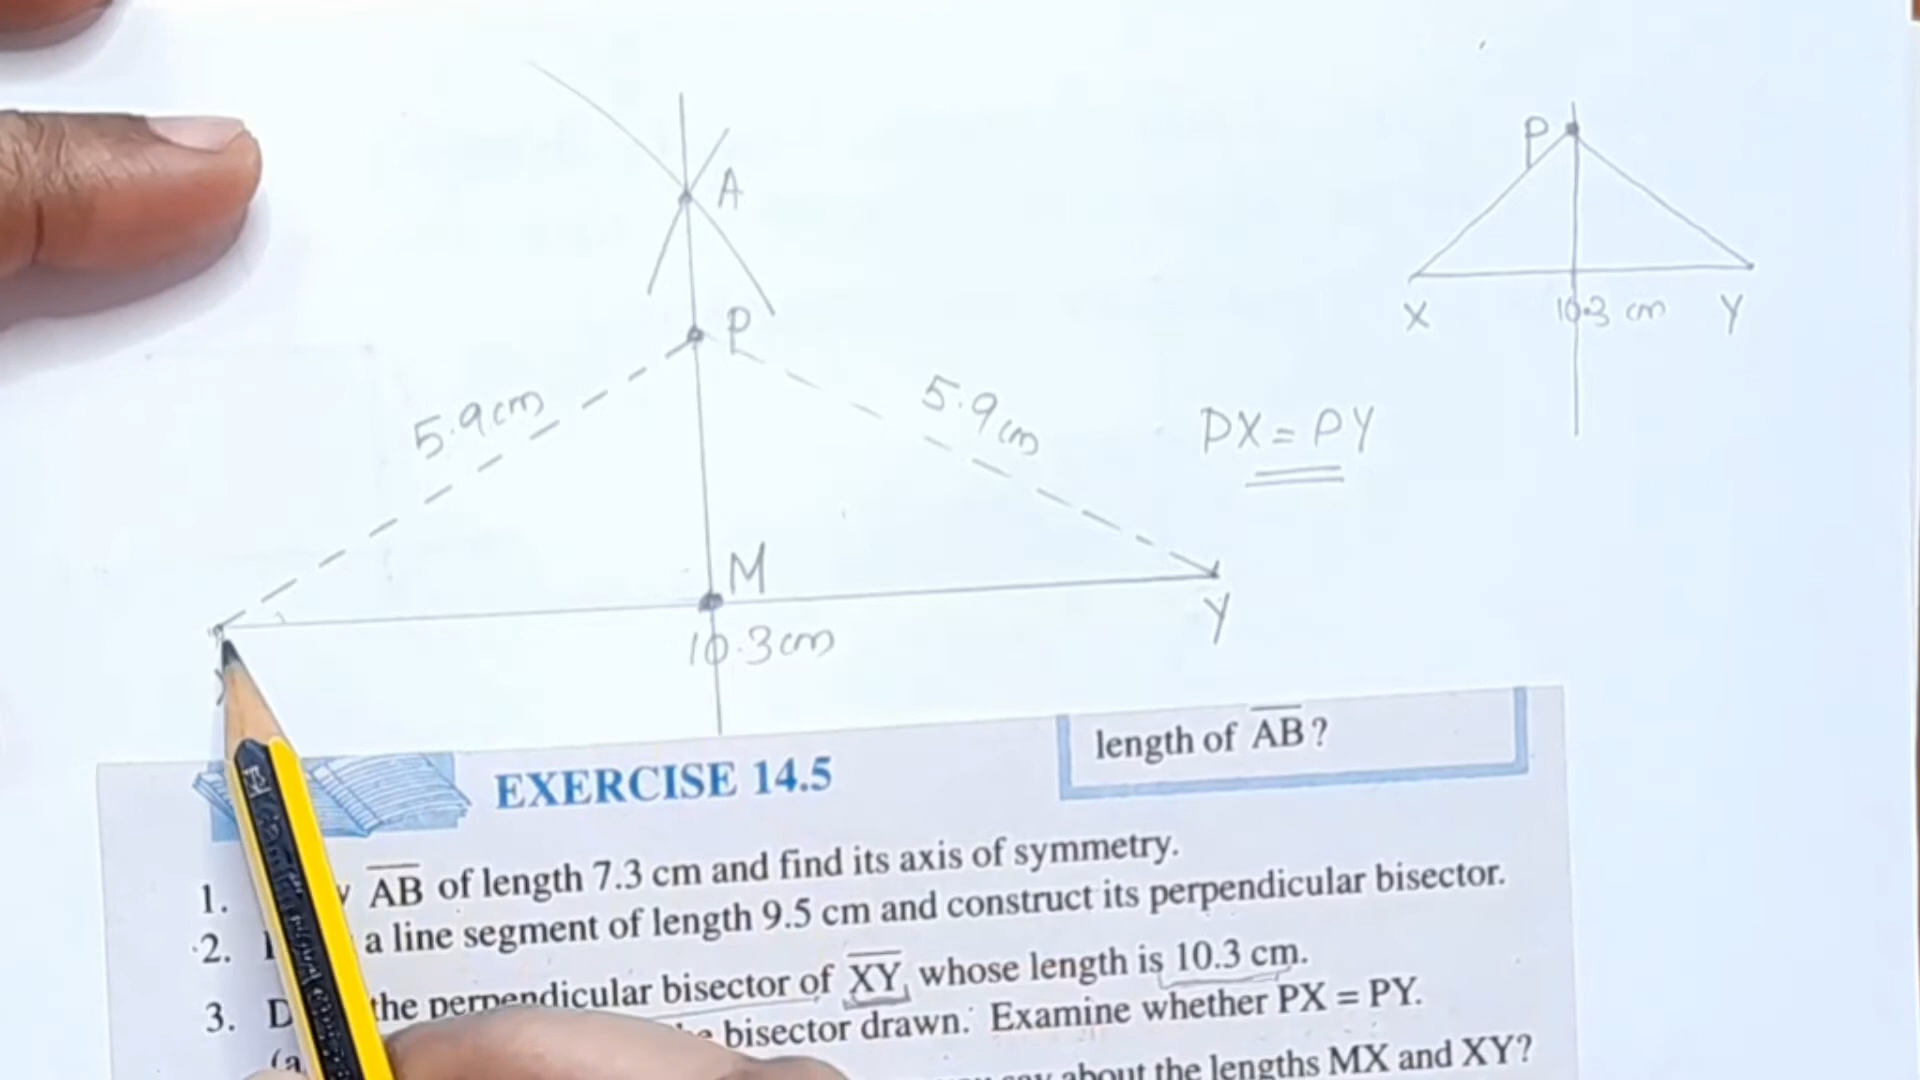 A
P
P
X 10.3 cm Y
5.9cm
5.9cm
PX = PY
M
10.3cm
Y
length of AB?
EXERCISE 14.5
1. AB of length 7.3 cm and find its axis of symmetry.
2. a line segment of length 9.5 cm and construct its perpendicular bisector.
3. D the perpendicular bisector of XY, whose length is 10.3 cm.
(a bisector drawn. Examine whether PX = PY.
about the lengths MX and XY?